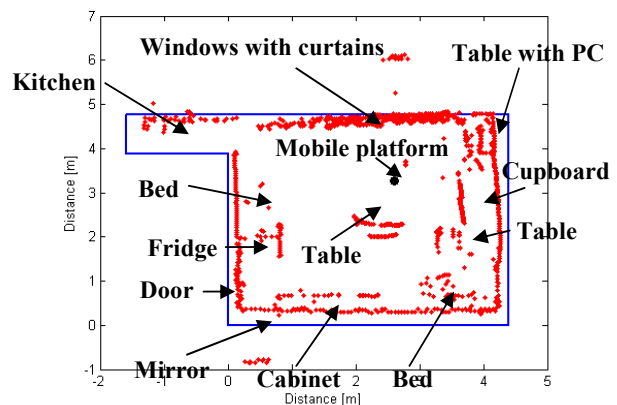 7
6
5
4
3
2
1
0
-1
Distance [m]
Windows with curtains
Table with PC
Kitchen
Mobile platform
Cupboard
Bed
Table
Fridge
Table
Door
Mirror
Cabinet
Bed
-2 -1 0 1 2 3 4 5
Distance [m]